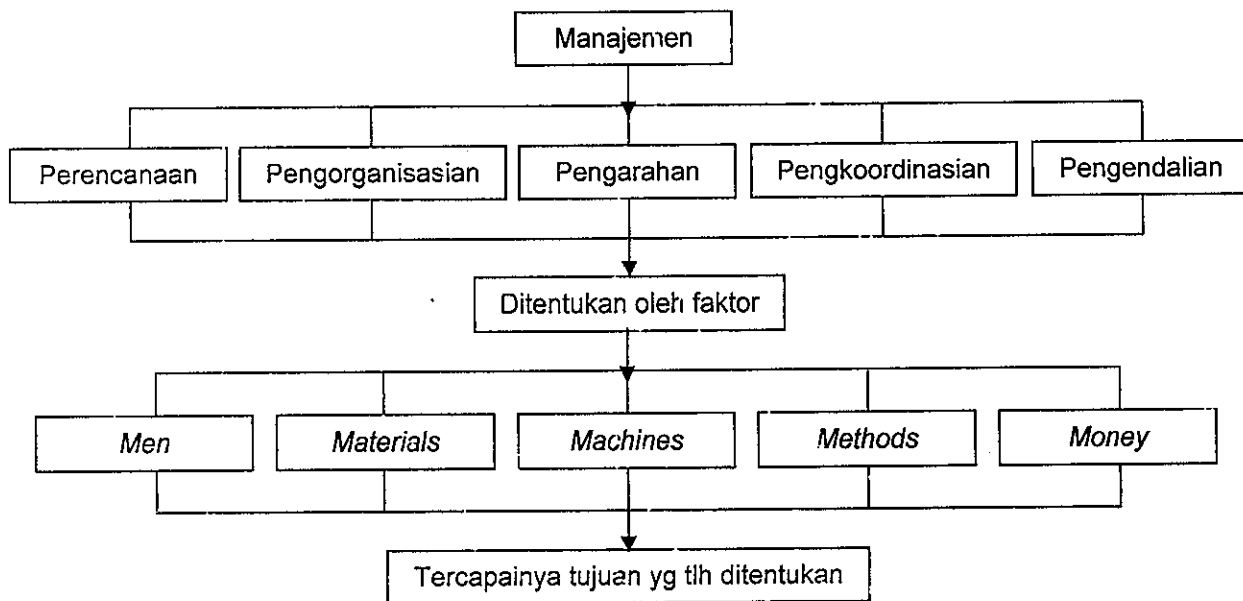 Manajemen
Perencanaan
Pengorganisasian
Pengarahan
Pengkoordinasian
Pengendalian
Ditentukan oleh faktor
Men
Materials
Machines
Methods
Money
Tercapainya tujuan yg tlh ditentukan